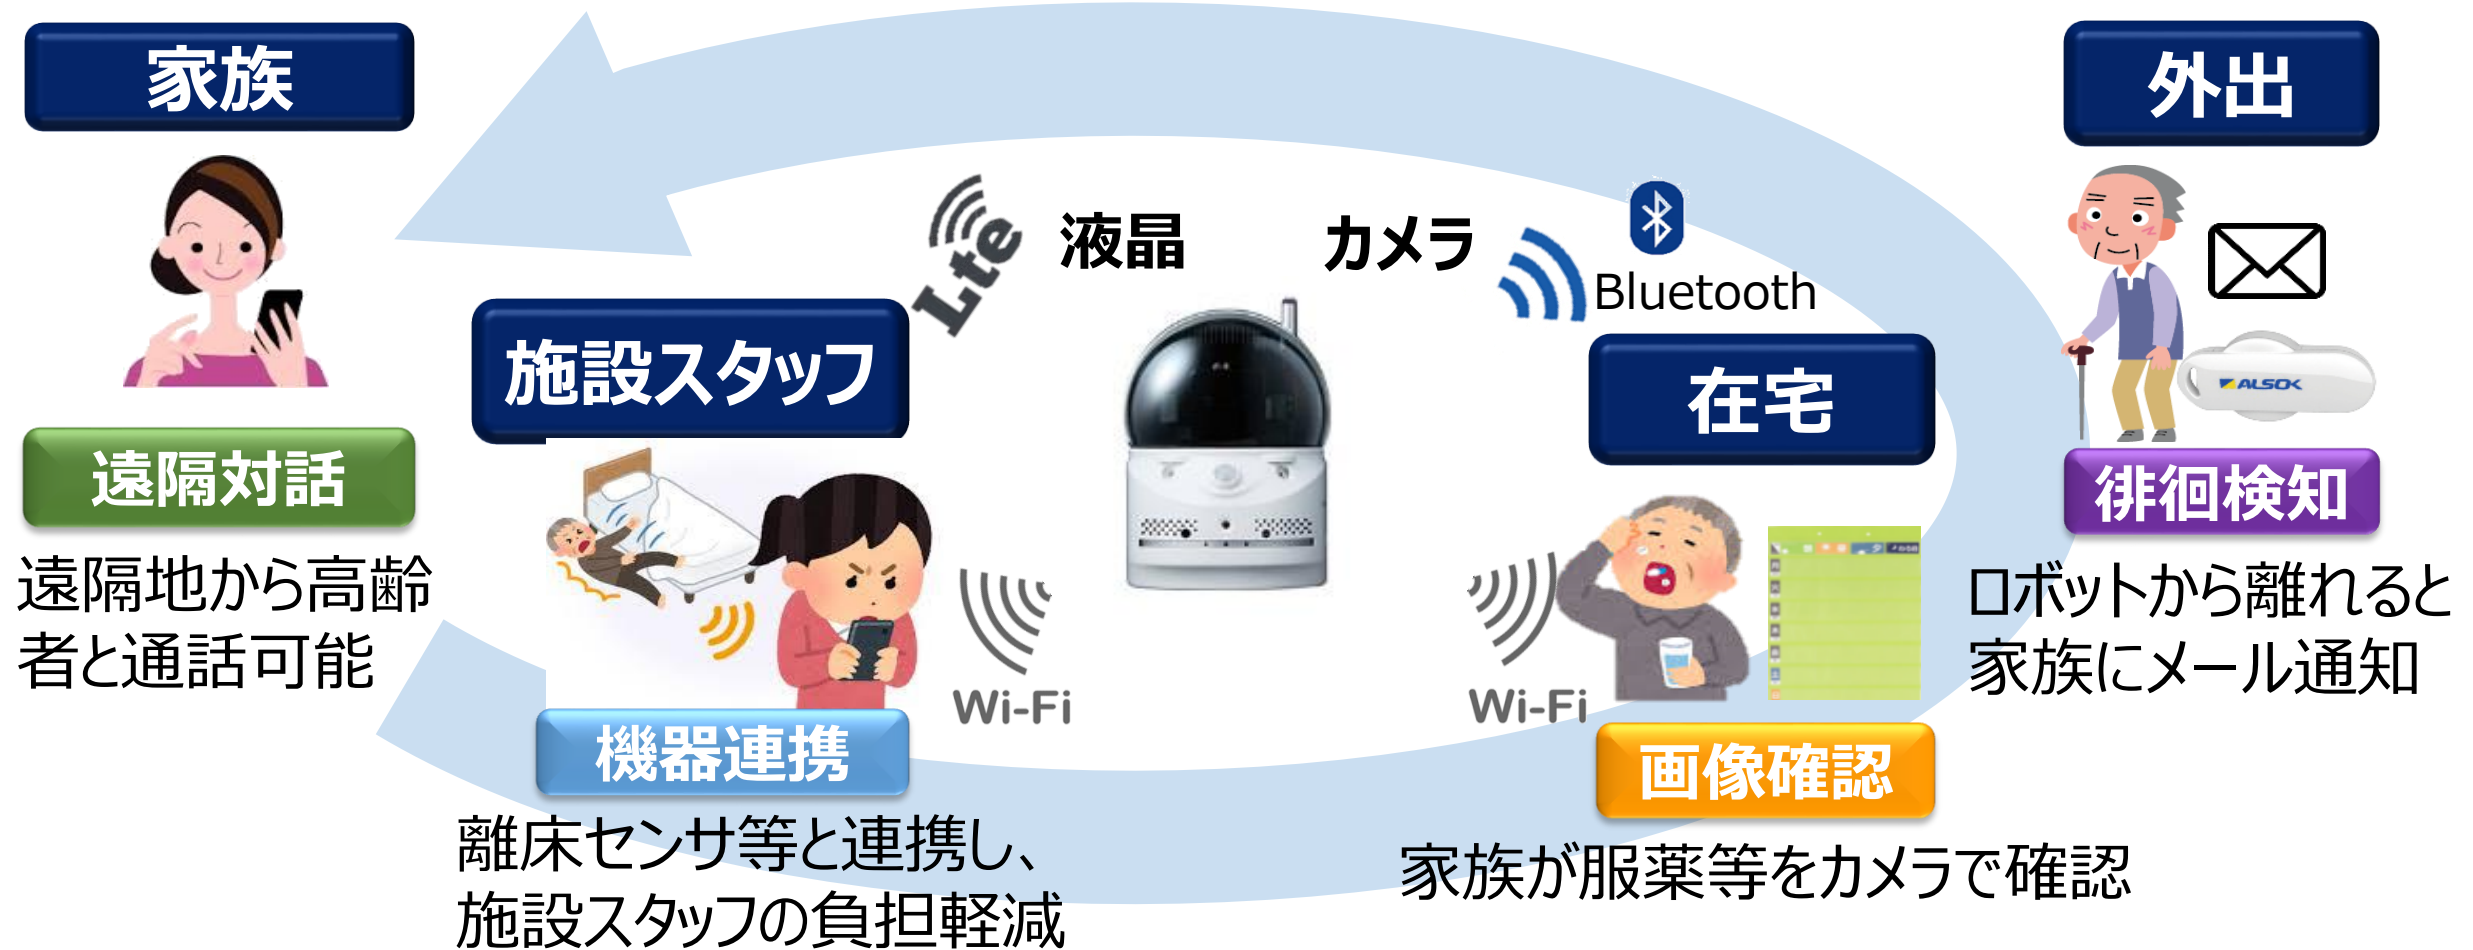 家族
外出
液晶
カメラ
Lte
Bluetooth
施設スタッフ
在宅
ALSOK
遠隔対話
徘徊検知
遠隔地から高齢
者と通話可能
ロボットから離れると
家族にメール通知
Wi-Fi
Wi-Fi
機器連携
画像確認
離床センサ等と連携し、
施設スタッフの負担軽減
家族が服薬等をカメラで確認